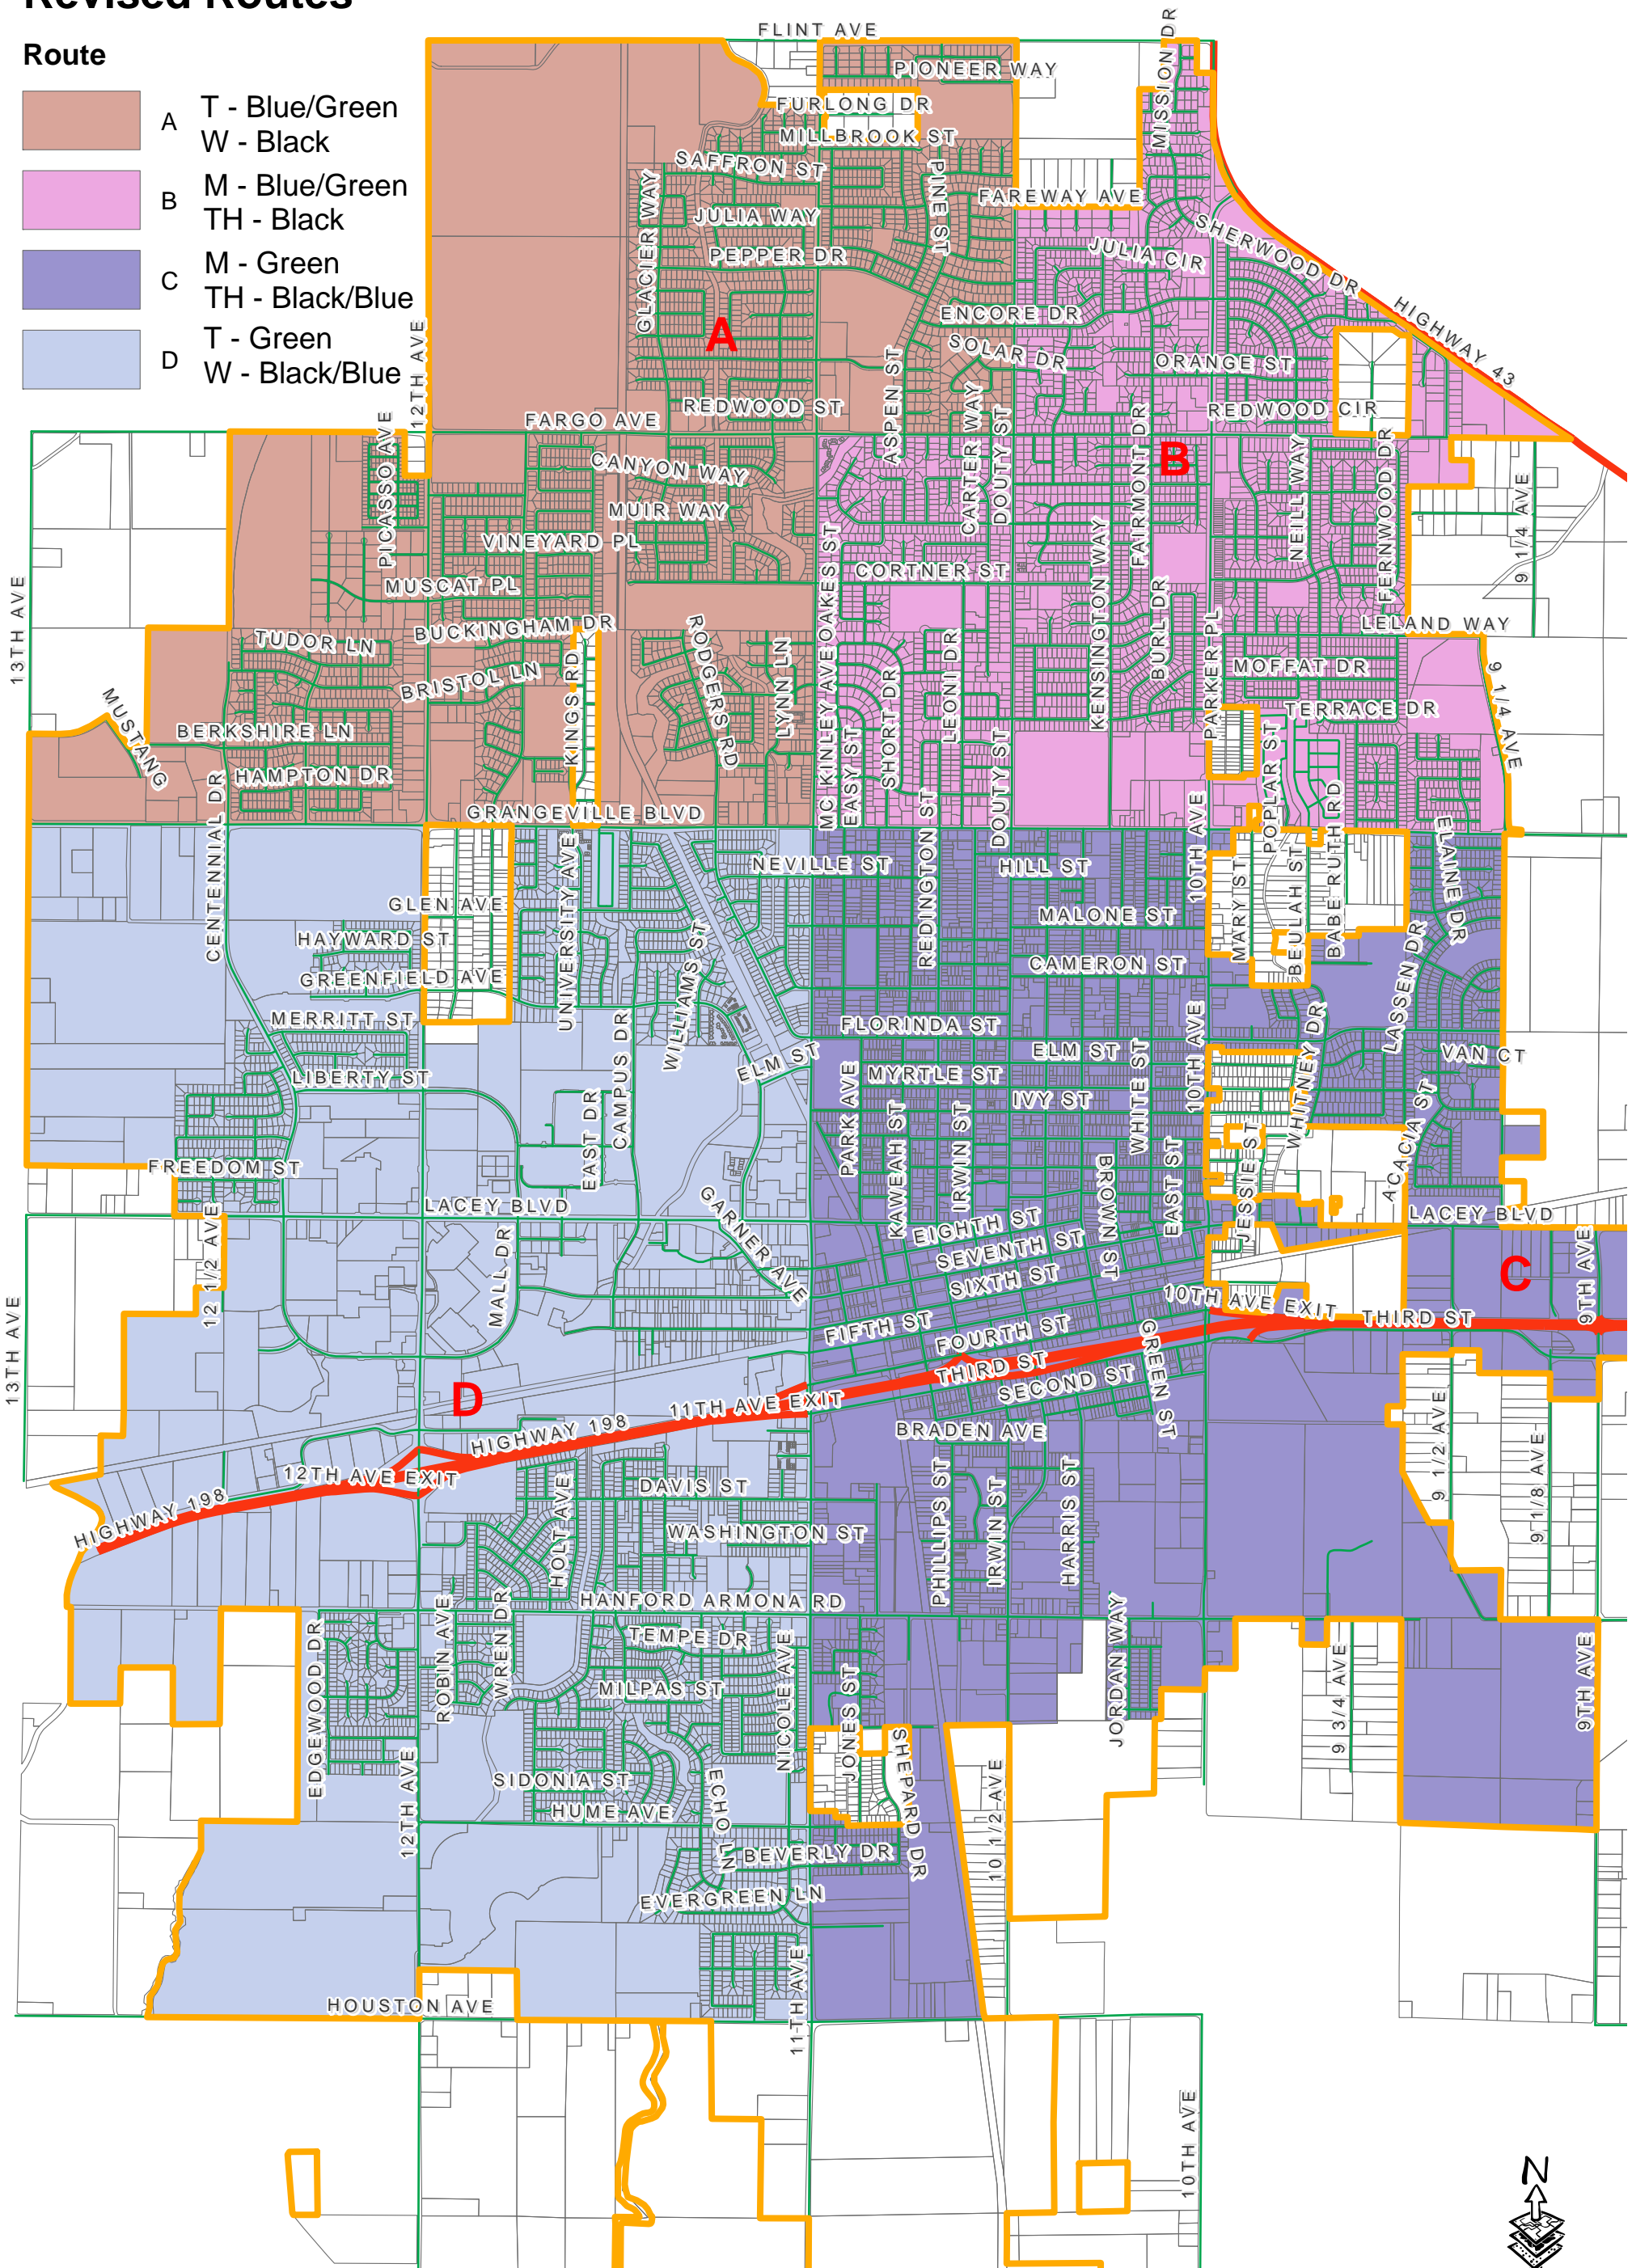 Revised Routes
Route
A T - Blue/Green
W - Black
B M - Blue/Green
TH - Black
C M - Green
TH - Black/Blue
D T - Green
W - Black/Blue
FLINT AVE
PIONEER WAY
MISSION DR
FURLONG DR
MILLBROOK ST
SAFFRON ST
PINE ST
FAREWAY AVE
GLACIER WAY
JULIA WAY
PEPPER DR
JULIA CIR
SHERWOOD DR
HIGHWAY 43
ENCORE DR
SOLAR DR
ORANGE ST
A
12TH AVE
ASPEN ST
REDWOOD ST
REDWOOD CIR
FARGO AVE
CARTER WAY
DOUTY ST
FAIRMONT DR
B
PICASSO AVE
CANYON WAY
MUIR WAY
NEILL WAY
FERNWOOD DR
9 1/4 AVE
VINEYARD PL
MUSCAT PL
OAKES ST
CORTNER ST
KENSINGTON WAY
13TH AVE
BUCKINGHAM DR
TUDOR LN
BRISTOL LN
KINGS RD
RODGERS RD
LYNN LN
MC KINLEY AVE
SHORT DR
LEONI DR
BURL DR
PARKER PL
LELAND WAY
MOFFAT DR
TERRACE DR
9 1/4 AVE
MUSTANG
BERKSHIRE LN
HAMPTON DR
CENTENNIAL DR
GRANGEVILLE BLVD
EASY ST
REDINGTON ST
DOUTY ST
10TH AVE
POPLAR ST
BABE RUTH RD
ELAINE DR
NEVILLE ST
HILL ST
GLEN AVE
UNIVERSITY AVE
MALONE ST
MARY ST
BEULAH ST
HAYWARD ST
GREENFIELD AVE
WILLIAMS ST
CAMERON ST
LASSEN DR
MERRITT ST
CAMPUS DR
FLORINDA ST
LIBERTY ST
ELM ST
ELM ST
MYRTLE ST
IVY ST
WHITE ST
10TH AVE
WHITNEY DR
VAN CT
EAST DR
PARK AVE
KAWEAH ST
IRWIN ST
BROWN ST
EAST ST
JESSIE ST
ACACIA ST
FREEDOM ST
LACEY BLVD
LACEY BLVD
GARNER AVE
EIGHTH ST
SEVENTH ST
SIXTH ST
12 1/2 AVE
MALL DR
C
9TH AVE
13TH AVE
FIFTH ST
FOURTH ST
10TH AVE EXIT
THIRD ST
THIRD ST
SECOND ST
GREEN ST
D
11TH AVE EXIT
HIGHWAY 198
BRADEN AVE
9 1/2 AVE
9 1/8 AVE
12TH AVE EXIT
HIGHWAY 198
DAVIS ST
HOLT AVE
WASHINGTON ST
PHILLIPS ST
IRWIN ST
HARRIS ST
HANFORD ARMONA RD
EDGEWOOD DR
ROBIN AVE
WREN DR
TEMPE DR
MILPAS ST
NICOLE AVE
JONES ST
JORDAN WAY
9 3/4 AVE
9TH AVE
12TH AVE
SIDONIA ST
HUME AVE
ECHO LN
SHEPARD DR
10 1/2 AVE
BEVERLY DR
EVERGREEN LN
HOUSTON AVE
11TH AVE
10TH AVE
N